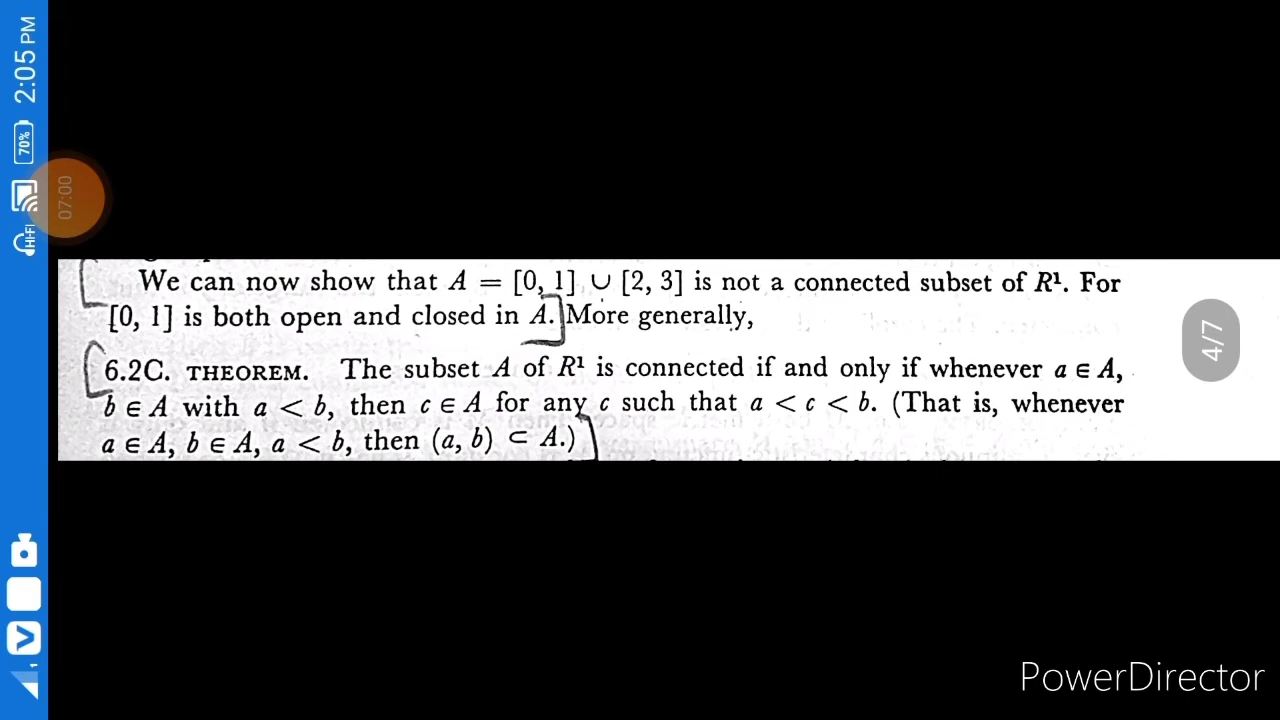 2:05 PM
70%
HI-FI
07:00
We can now show that A = [0, 1] ∪ [2, 3] is not a connected subset of R¹. For
[0, 1] is both open and closed in A. More generally,
6.2C. THEOREM. The subset A of R¹ is connected if and only if whenever a ∈ A,
b ∈ A with a < b, then c ∈ A for any c such that a < c < b. (That is, whenever
a ∈ A, b ∈ A, a < b, then (a, b) ⊂ A.)
4/7
1
PowerDirector